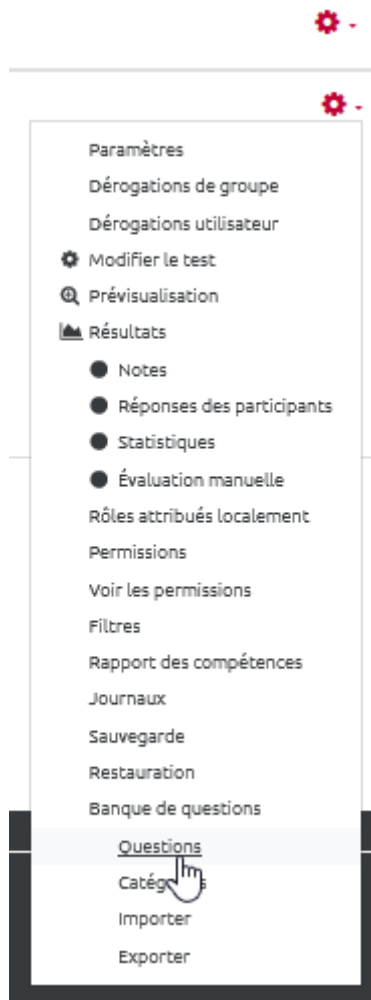 Paramètres
Dérogations de groupe
Dérogations utilisateur
Modifier le test
Prévisualisation
Résultats
Notes
Réponses des participants
Statistiques
Évaluation manuelle
Rôles attribués localement
Permissions
Voir les permissions
Filtres
Rapport des compétences
Journaux
Sauvegarde
Restauration
Banque de questions
Questions
Importer
Exporter